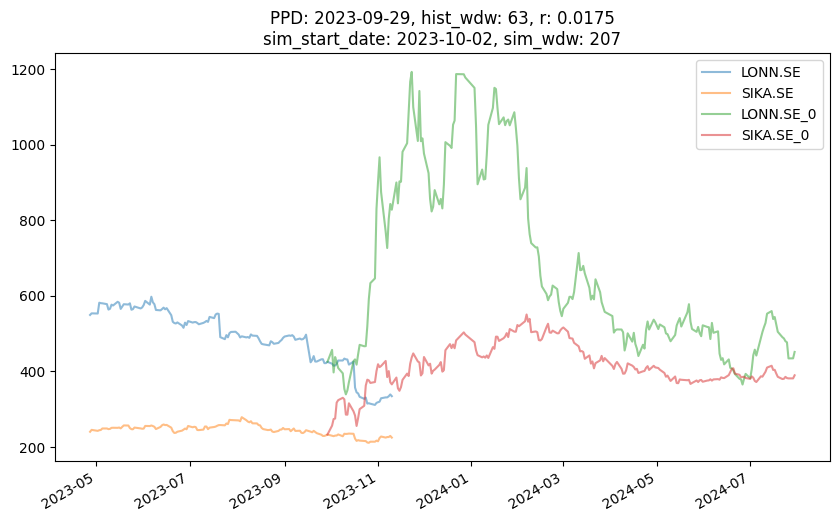 PPD: 2023-09-29, hist_wdw: 63, r: 0.0175
sim_start_date: 2023-10-02, sim_wdw: 207
1200
1000
800
600
400
200
LONN.SE
SIKA.SE
LONN.SE_0
SIKA.SE_0
2023-05
2023-07
2023-09
2023-11
2024-01
2024-03
2024-05
2024-07